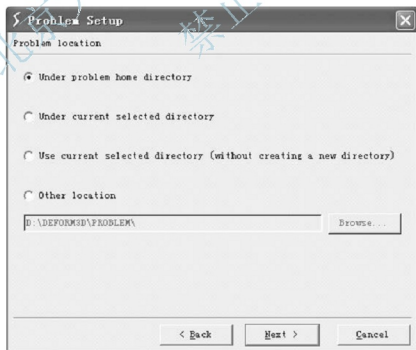 Problem Setup
Problem location
Under problem home directory
Under current selected directory
Use current selected directory (without creating a new directory)
Other location
D:\DEFORM3D\PROBLEM\
Browse...
< Back
Next >
Cancel